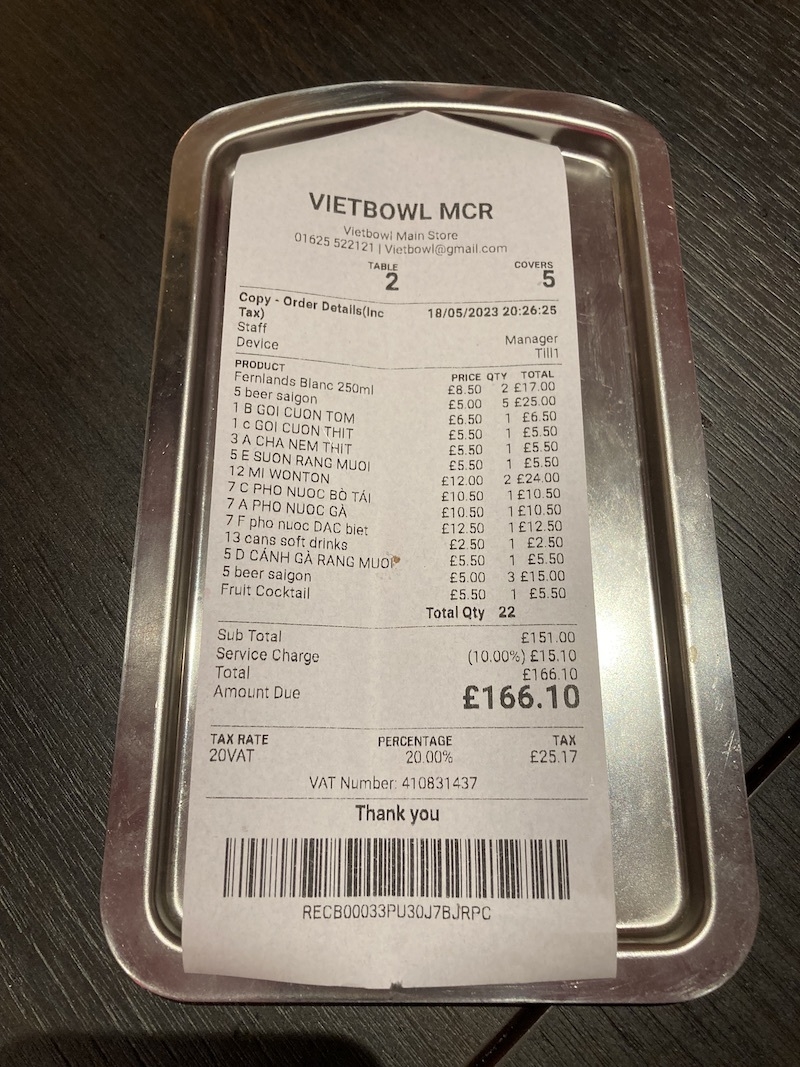 VIETBOWL MCR
Vietbowl Main Store
01625 522121 | Vietbowl@gmail.com
TABLE COVERS
2 5
Copy - Order Details(Inc Tax) 18/05/2023 20:26:25
Staff Manager
Device Till1
PRODUCT PRICE QTY TOTAL
Fernlands Blanc 250ml £8.50 2 £17.00
5 beer saigon £5.00 5 £25.00
1 B GOI CUON TOM £6.50 1 £6.50
1 c GOI CUON THIT £5.50 1 £5.50
3 A CHA NEM THIT £5.50 1 £5.50
5 E SUON RANG MUOI £5.50 1 £5.50
12 MI WONTON £12.00 2 £24.00
7 C PHO NUOC BÒ TÁI £10.50 1 £10.50
7 A PHO NUOC GÀ £10.50 1 £10.50
7 F pho nuoc DAC biet £12.50 1 £12.50
13 cans soft drinks £2.50 1 £2.50
5 D CÁNH GÀ RANG MUOI £5.50 1 £5.50
5 beer saigon £5.00 3 £15.00
Fruit Cocktail £5.50 1 £5.50
Total Qty 22
Sub Total £151.00
Service Charge (10.00%) £15.10
Total £166.10
Amount Due £166.10
TAX RATE PERCENTAGE TAX
20VAT 20.00% £25.17
VAT Number: 410831437
Thank you
RECB00033PU30J7BJRPC